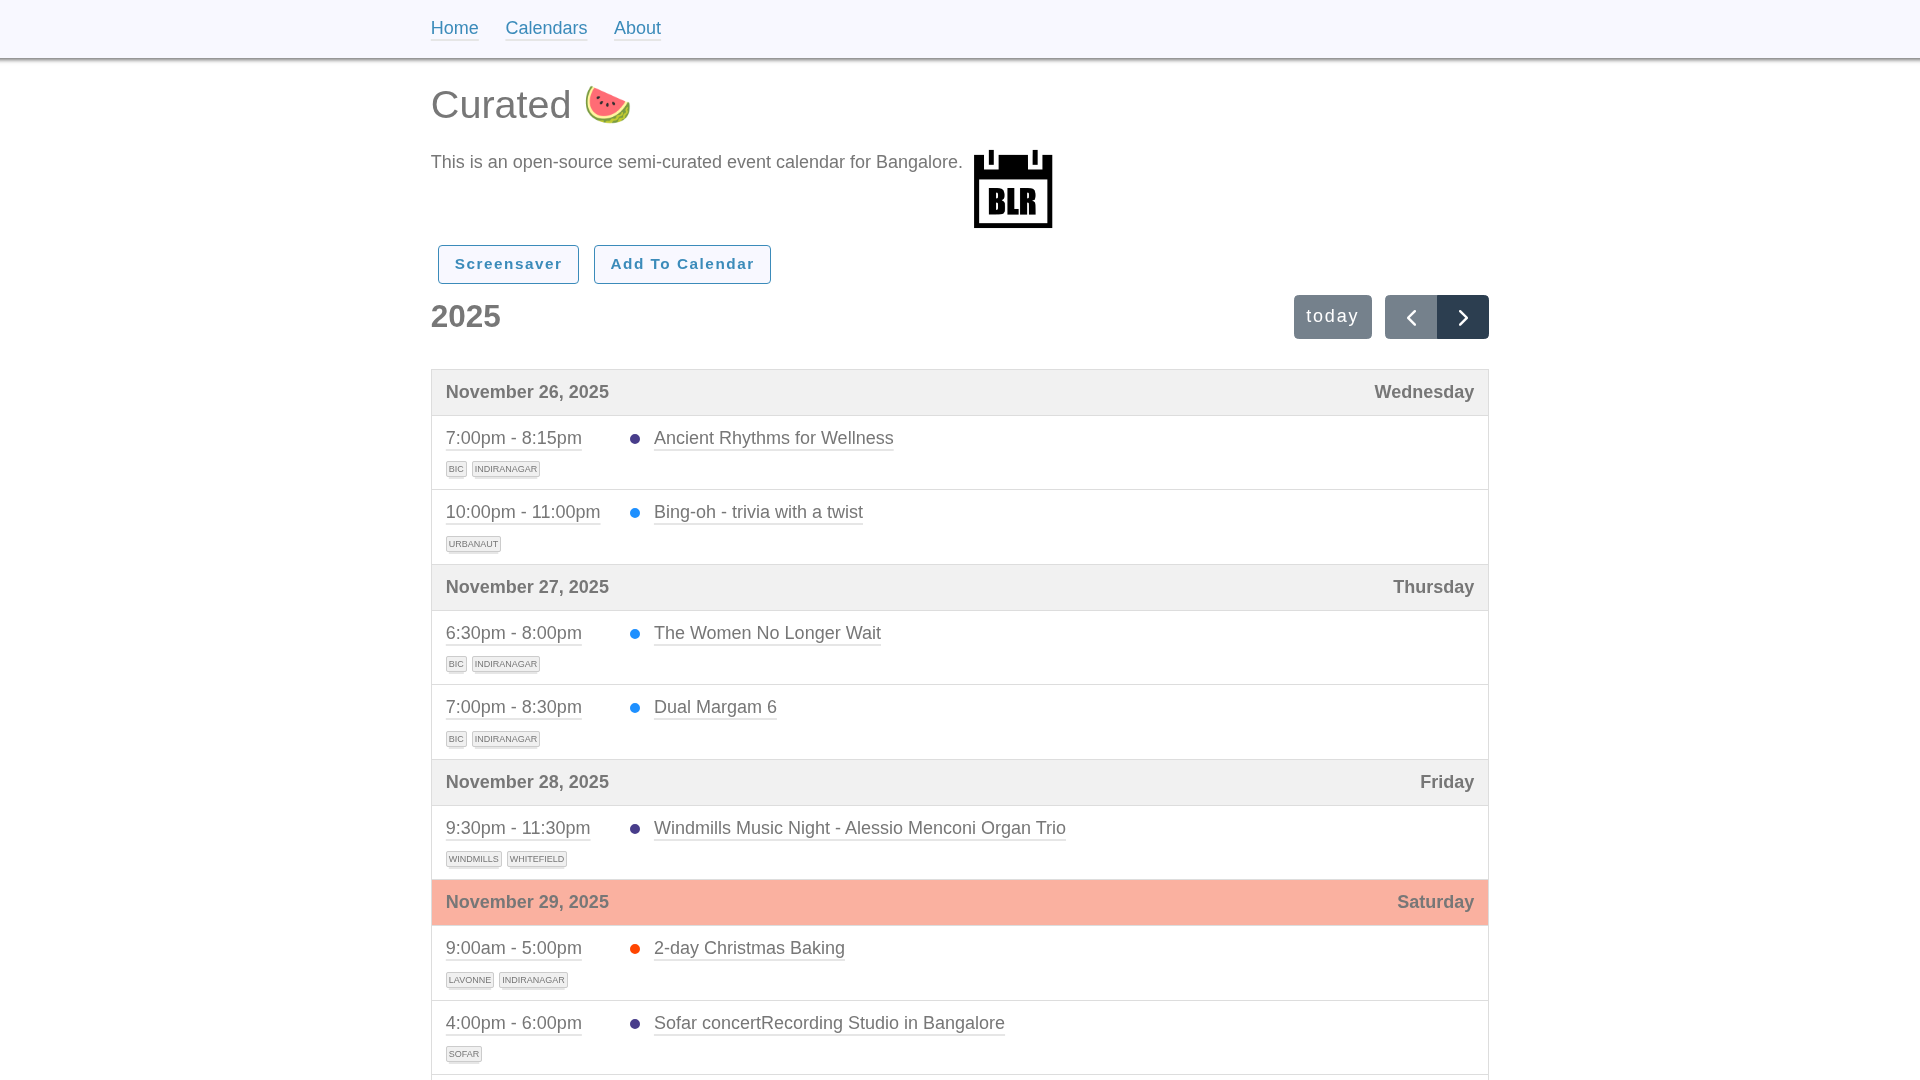 Home Calendars About
Curated 🍉
This is an open-source semi-curated event calendar for Bangalore.
BLR
Screensaver Add To Calendar
2025 today
November 26, 2025 Wednesday
7:00pm - 8:15pm Ancient Rhythms for Wellness
BIC INDIRANAGAR
10:00pm - 11:00pm Bing-oh - trivia with a twist
URBANAUT
November 27, 2025 Thursday
6:30pm - 8:00pm The Women No Longer Wait
BIC INDIRANAGAR
7:00pm - 8:30pm Dual Margam 6
BIC INDIRANAGAR
November 28, 2025 Friday
9:30pm - 11:30pm Windmills Music Night - Alessio Menconi Organ Trio
WINDMILLS WHITEFIELD
November 29, 2025 Saturday
9:00am - 5:00pm 2-day Christmas Baking
LAVONNE INDIRANAGAR
4:00pm - 6:00pm Sofar concertRecording Studio in Bangalore
SOFAR